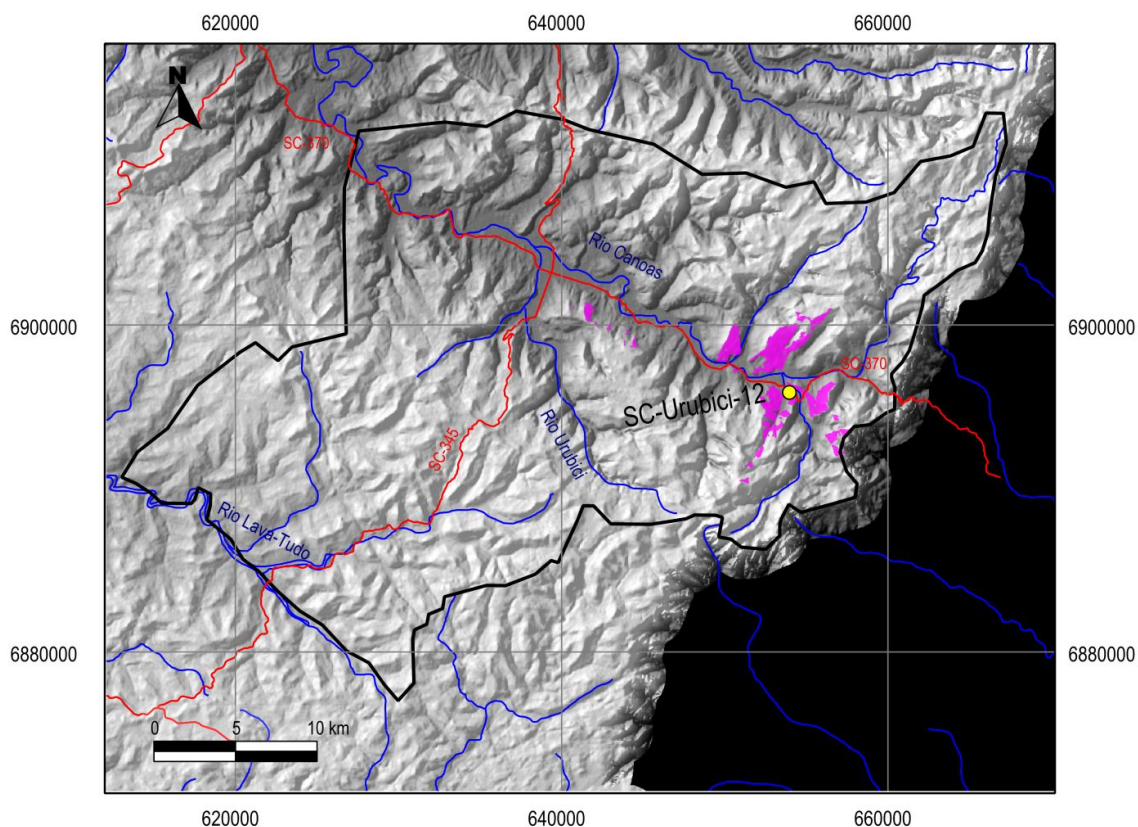 620000
640000
660000
N
SC-370
Rio Canoas
6900000
6900000
SC-370
SC-Urubici-12
SC-345
Rio Urubici
Rio Lava-Tudo
6880000
6880000
0 5 10 km
620000
640000
660000